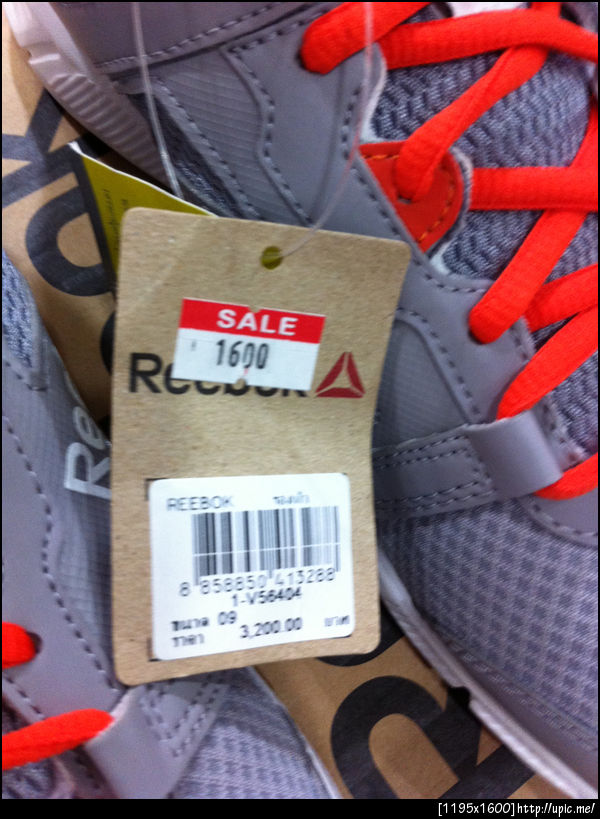 SALE
1600
Reebok
REEBOK รองเท้า
8 858850 413288
1-V56404
ขนาด 09
ราคา 3,200.00 บาท
Re
[1195x1600]http://upic.me/